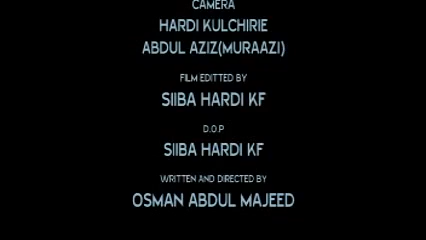 CAMERA
HARDI KULCHIRIE
ABDUL AZIZ(MURAAZI)
FILM EDITTED BY
SIIBA HARDI KF
D.O.P
SIIBA HARDI KF
WRITTEN AND DIRECTED BY
OSMAN ABDUL MAJEED